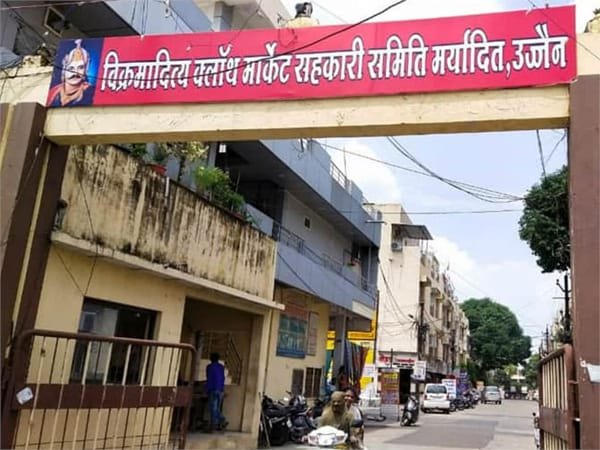 विक्रमादित्य क्लॉथ मार्केट सहकारी समिति मर्यादित, उज्जैन